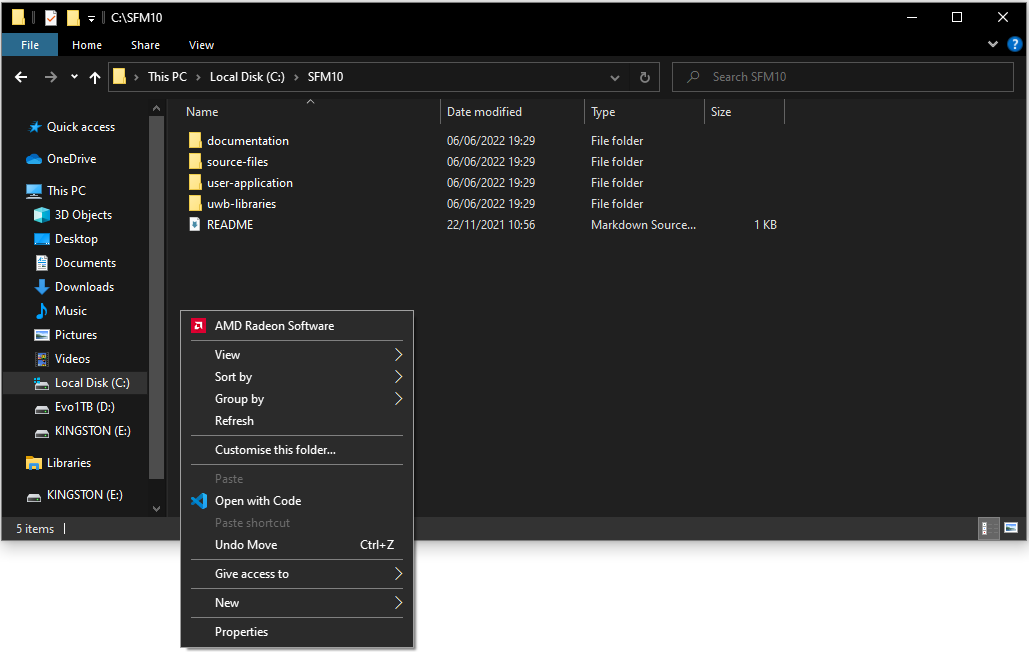 C:\SFM10
File Home Share View
This PC Local Disk (C:) SFM10 Search SFM10
Name Date modified Type Size
Quick access
OneDrive
This PC
3D Objects
Desktop
Documents
Downloads
Music
Pictures
Videos
Local Disk (C:)
Evo1TB (D:)
KINGSTON (E:)
Libraries
KINGSTON (E:)
documentation 06/06/2022 19:29 File folder
source-files 06/06/2022 19:29 File folder
user-application 06/06/2022 19:29 File folder
uwb-libraries 06/06/2022 19:29 File folder
README 22/11/2021 10:56 Markdown Source... 1 KB
AMD Radeon Software
View
Sort by
Group by
Refresh
Customise this folder...
Paste
Open with Code
Paste shortcut
Undo Move Ctrl+Z
Give access to
New
Properties
5 items